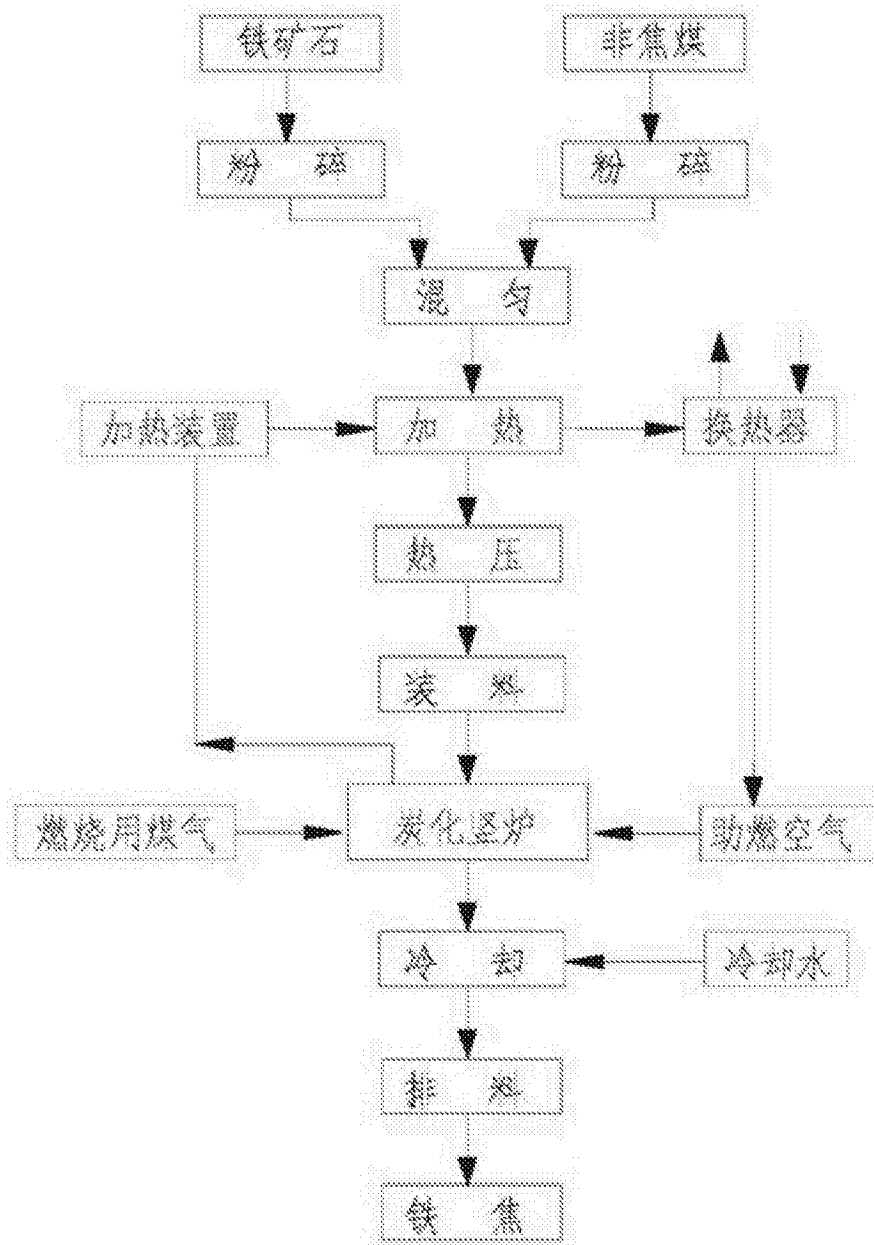 铁矿石
非焦煤
粉 碎
粉 碎
混 匀
加热装置
加 热
换热器
热 压
装 料
燃烧用煤气
炭化竖炉
助燃空气
冷 却
冷却水
排 料
铁 焦